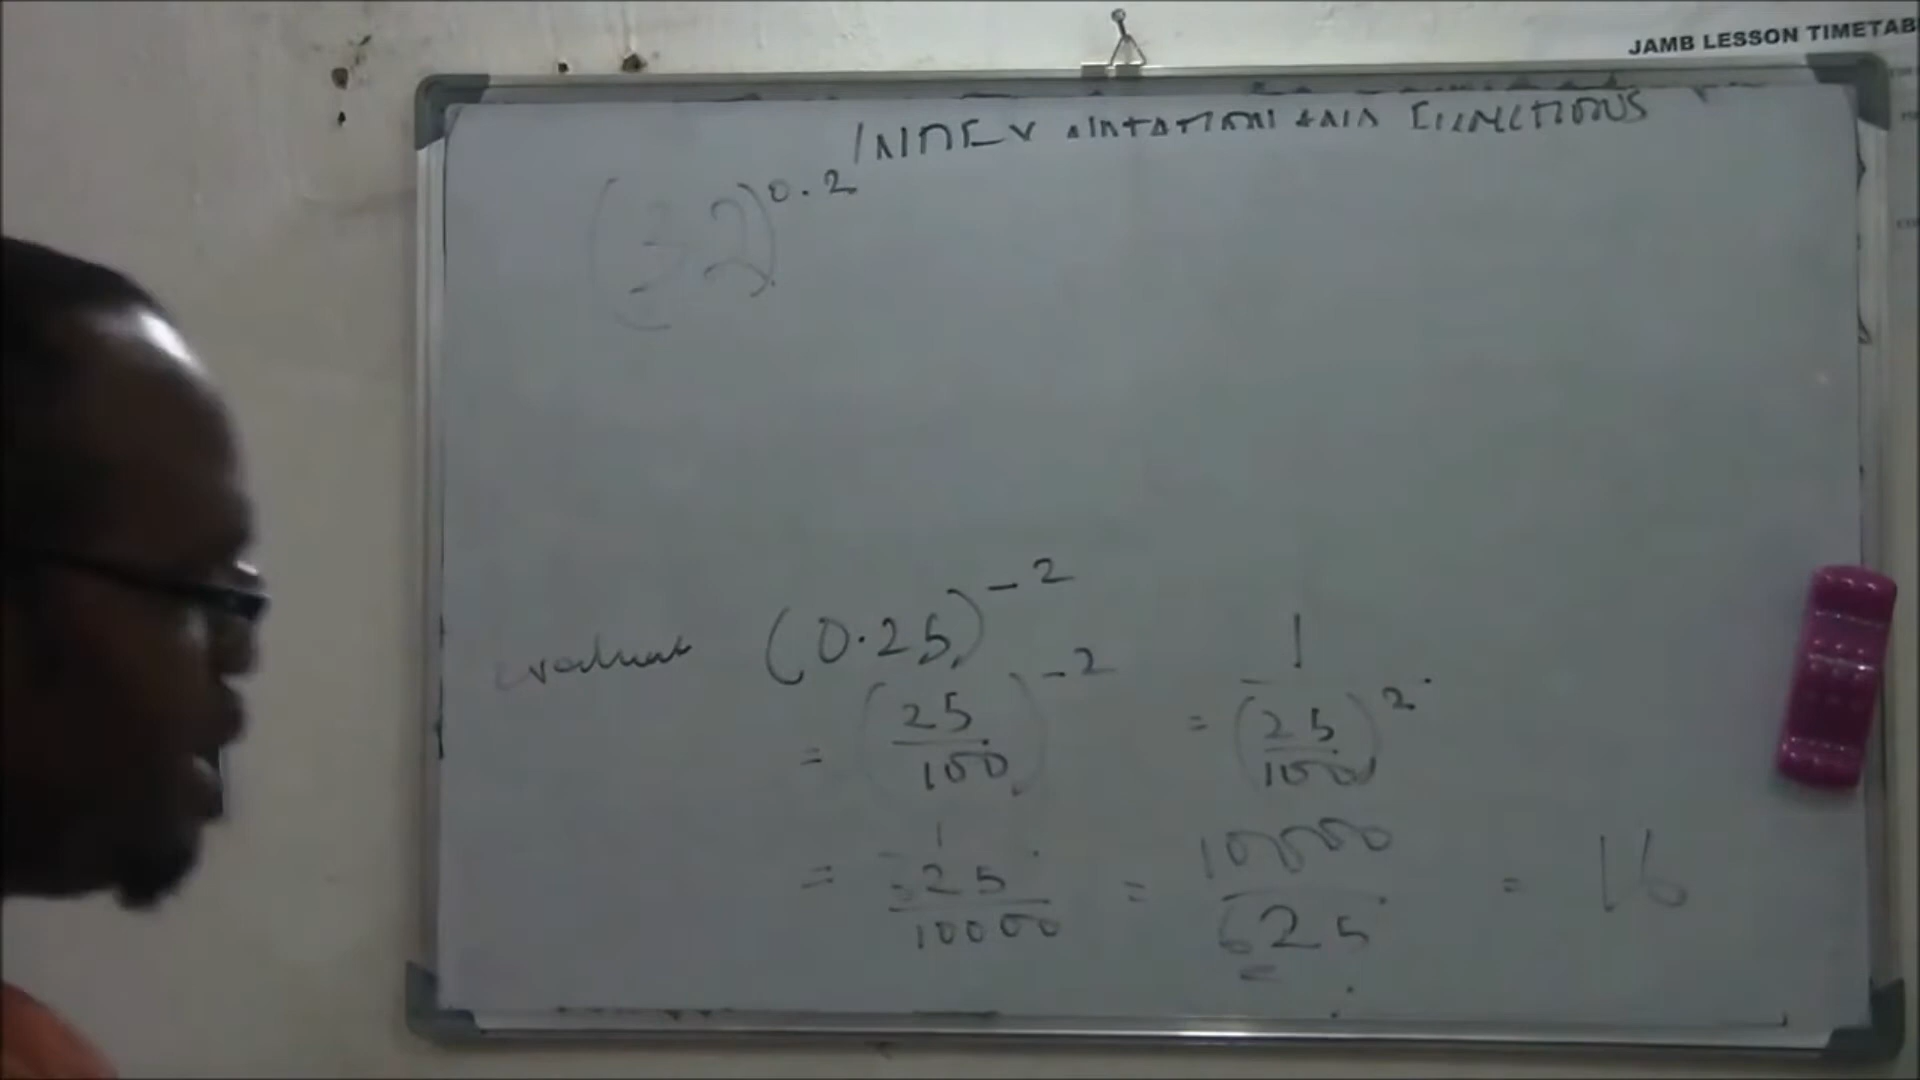 JAMB LESSON TIMETAB
INDEX NOTATION AND FUNCTIONS
(32)^0.2
evaluate (0.25)^-2
= (25/100)^-2 = 1/(25/100)^2
= 1/625/10000 = 10000/625 = 16